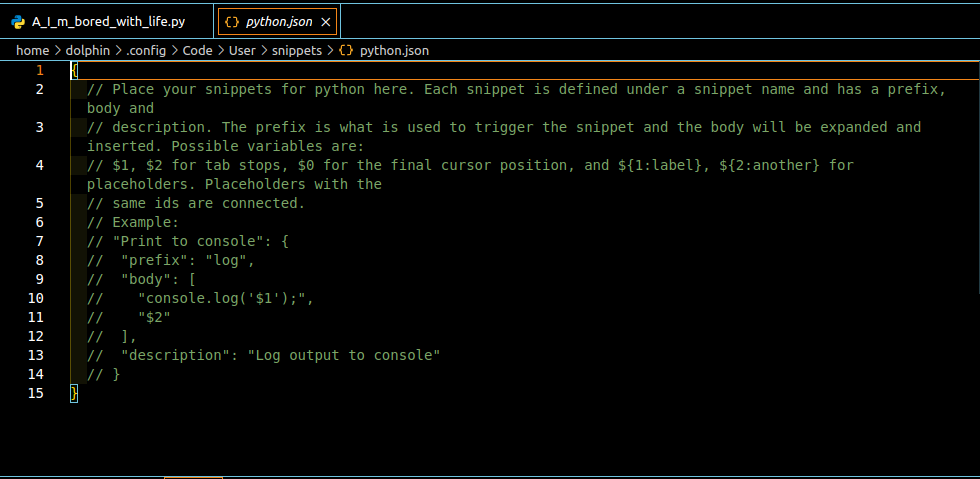 A_I_m_bored_with_life.py
{} python.json ×
home > dolphin > .config > Code > User > snippets > {} python.json
1 {
2 // Place your snippets for python here. Each snippet is defined under a snippet name and has a prefix,
body and
3 // description. The prefix is what is used to trigger the snippet and the body will be expanded and
inserted. Possible variables are:
4 // $1, $2 for tab stops, $0 for the final cursor position, and ${1:label}, ${2:another} for
placeholders. Placeholders with the
5 // same ids are connected.
6 // Example:
7 // "Print to console": {
8 //  "prefix": "log",
9 //  "body": [
10 //    "console.log('$1');",
11 //    "$2"
12 //  ],
13 //  "description": "Log output to console"
14 // }
15 }